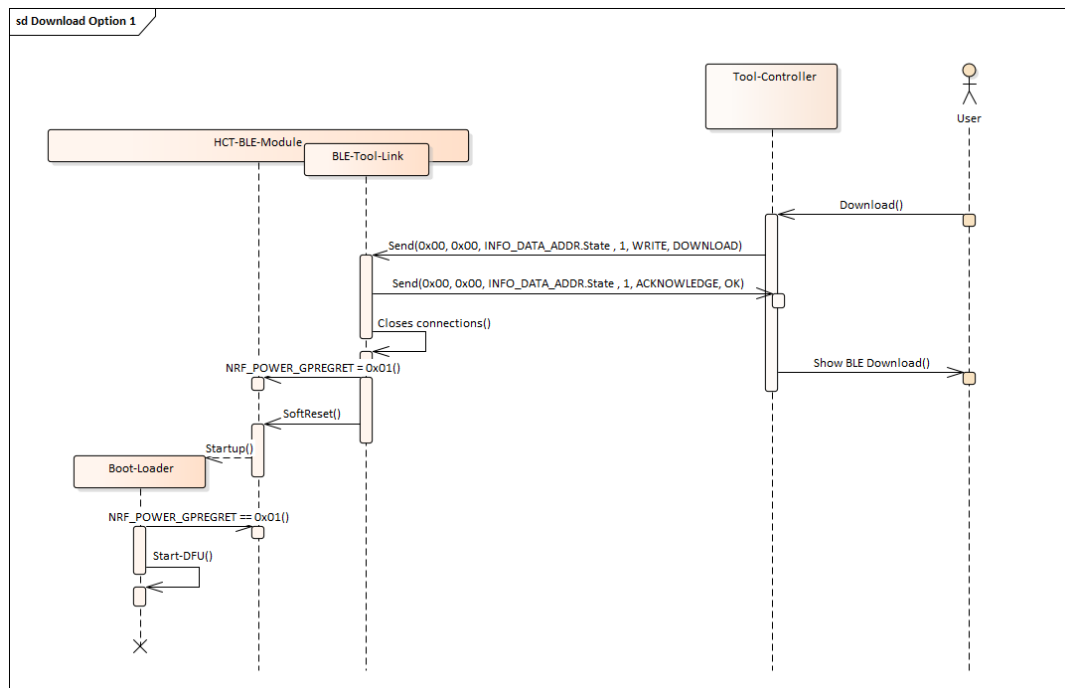 sd Download Option 1
Tool-Controller
User
HCT-BLE-Module
BLE-Tool-Link
Download()
Send(0x00, 0x00, INFO_DATA_ADDR.State , 1, WRITE, DOWNLOAD)
Send(0x00, 0x00, INFO_DATA_ADDR.State , 1, ACKNOWLEDGE, OK)
Closes connections()
Show BLE Download()
NRF_POWER_GPREGRET = 0x01()
SoftReset()
Startup()
Boot-Loader
NRF_POWER_GPREGRET == 0x01()
Start-DFU()